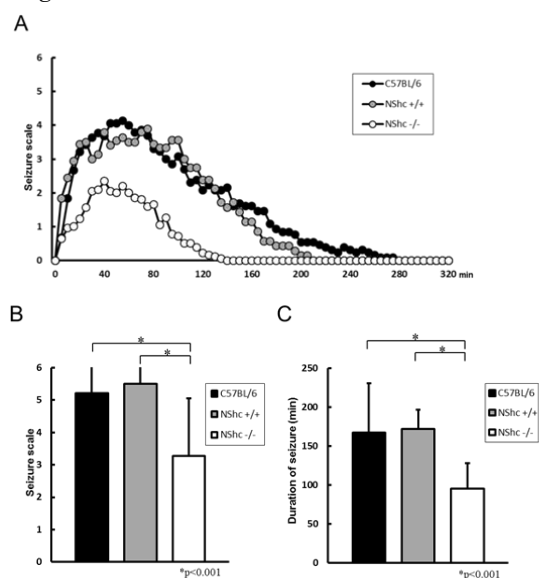 A
6
5
4
3
2
1
0
Seizure scale
0 40 80 120 160 200 240 280 320 min
C57BL/6
NShc +/+
NShc -/-
B
* 
*
6
5
4
3
2
1
0
Seizure scale
C57BL/6
NShc +/+
NShc -/-
*p<0.001
C
*
*
250
200
150
100
50
0
Duration of seizure (min)
C57BL/6
NShc +/+
NShc -/-
*p<0.001